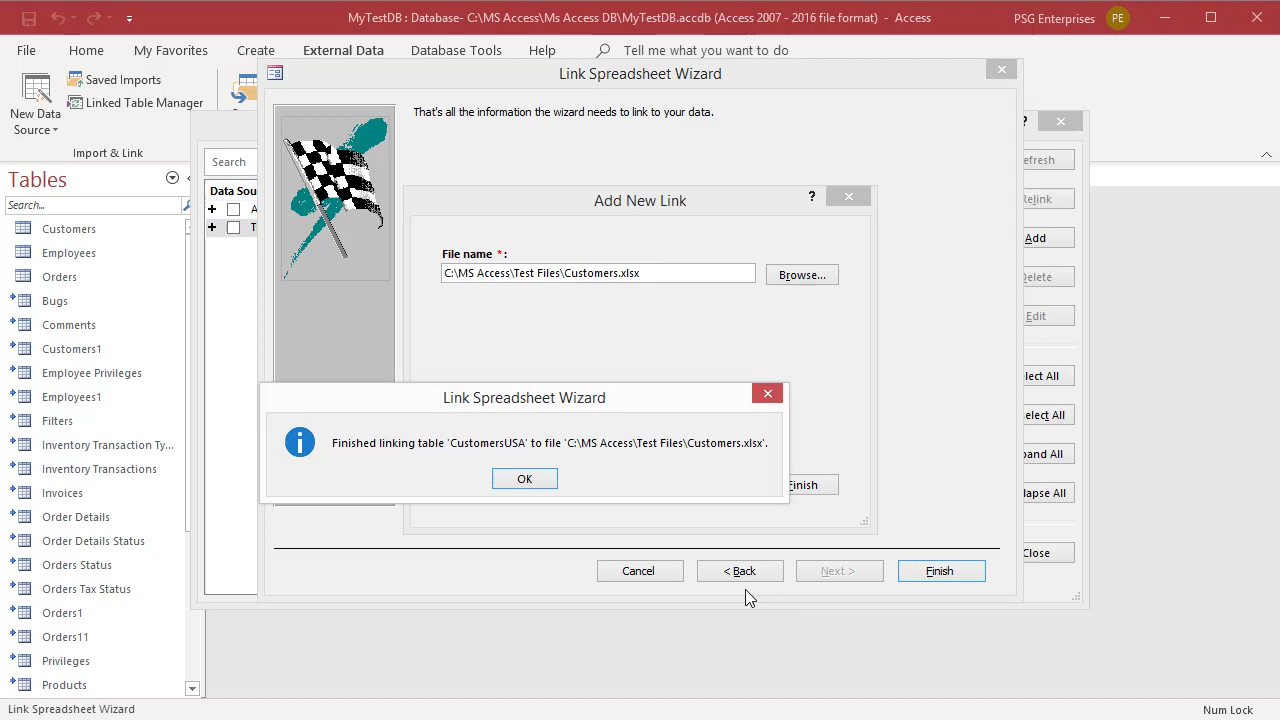 MyTestDB : Database- C:\MS Access\Ms Access DB\MyTestDB.accdb (Access 2007 - 2016 file format) - Access
PSG Enterprises
PE
File
Home
My Favorites
Create
External Data
Database Tools
Help
Tell me what you want to do
New Data
Source
Saved Imports
Linked Table Manager
Import & Link
Link Spreadsheet Wizard
That's all the information the wizard needs to link to your data.
Tables
Search...
Customers
Employees
Orders
Bugs
Comments
Customers1
Employee Privileges
Employees1
Filters
Inventory Transaction Ty...
Inventory Transactions
Invoices
Order Details
Order Details Status
Orders Status
Orders Tax Status
Orders1
Orders11
Privileges
Products
Search
Data Sou
A
T
?
efresh
Relink
Add
Delete
Edit
elect All
elect All
pand All
lapse All
Close
Add New Link
?
File name *:
C:\MS Access\Test Files\Customers.xlsx
Browse...
Finish
Link Spreadsheet Wizard
Finished linking table 'CustomersUSA' to file 'C:\MS Access\Test Files\Customers.xlsx'.
OK
Cancel
< Back
Next >
Finish
Link Spreadsheet Wizard
Num Lock